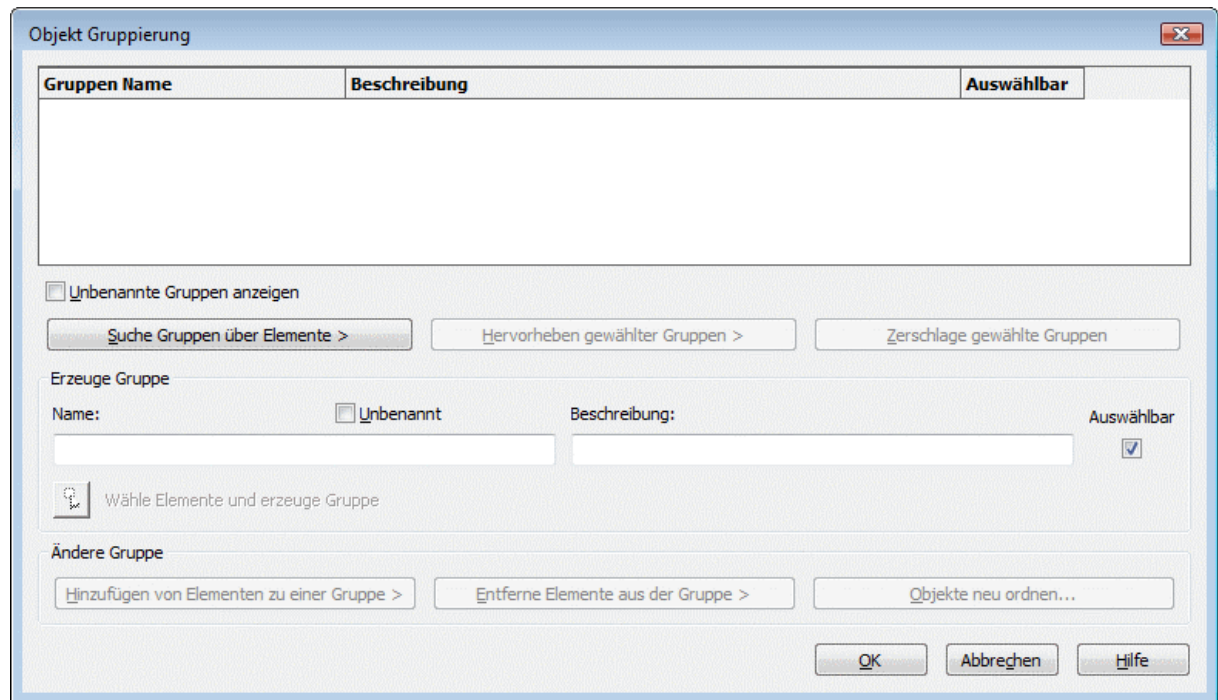 Objekt Gruppierung
Gruppen Name Beschreibung Auswählbar
Unbenannte Gruppen anzeigen
Suche Gruppen über Elemente > Hervorheben gewählter Gruppen > Zerschlage gewählte Gruppen
Erzeuge Gruppe
Name: Unbenannt Beschreibung: Auswählbar
Wähle Elemente und erzeuge Gruppe
Ändere Gruppe
Hinzufügen von Elementen zu einer Gruppe > Entferne Elemente aus der Gruppe > Objekte neu ordnen...
OK Abbrechen Hilfe